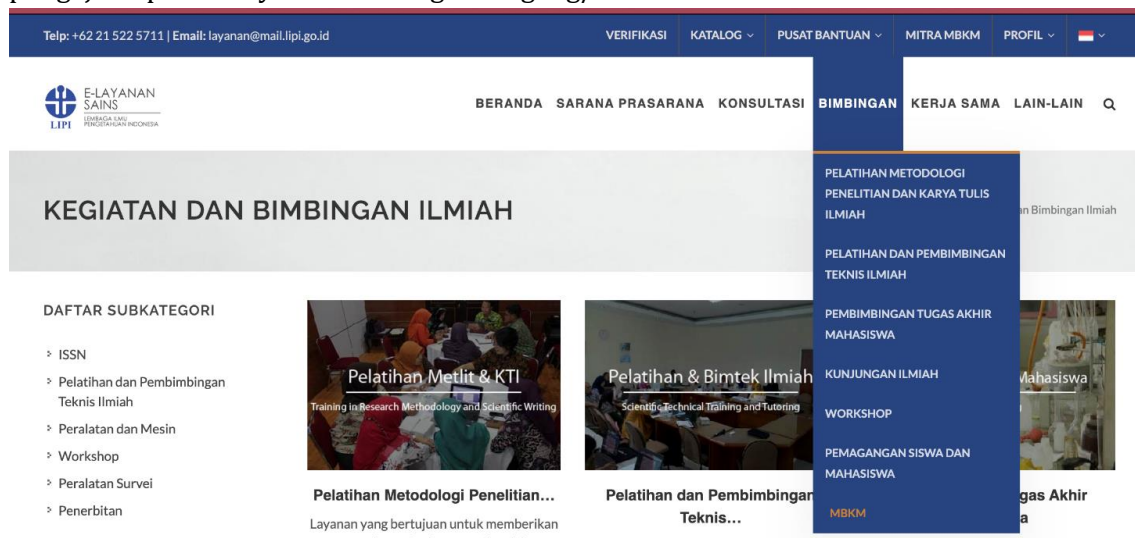 Telp: +62 21 522 5711 | Email: layanan@mail.lipi.go.id
VERIFIKASI KATALOG PUSAT BANTUAN MITRA MBKM PROFIL
E-LAYANAN
SAINS
LEMBAGA ILMU
PENGETAHUAN INDONESIA
LIPI
BERANDA SARANA PRASARANA KONSULTASI BIMBINGAN KERJA SAMA LAIN-LAIN
PELATIHAN METODOLOGI
PENELITIAN DAN KARYA TULIS
ILMIAH
PELATIHAN DAN PEMBIMBINGAN
TEKNIS ILMIAH
PEMBIMBINGAN TUGAS AKHIR
MAHASISWA
KUNJUNGAN ILMIAH
WORKSHOP
PEMAGANGAN SISWA DAN
MAHASISWA
MBKM
KEGIATAN DAN BIMBINGAN ILMIAH
Bimbingan Ilmiah
DAFTAR SUBKATEGORI
ISSN
Pelatihan dan Pembimbingan
Teknis Ilmiah
Peralatan dan Mesin
Workshop
Peralatan Survei
Penerbitan
Pelatihan Metlit & KTI
Training in Research Methodology and Scientific Writing
Pelatihan Metodologi Penelitian...
Layanan yang bertujuan untuk memberikan
Pelatihan & Bimtek Ilmiah
Scientific Technical Training and Tutoring
Pelatihan dan Pembimbingan
Teknis...
Mahasiswa
Akhir